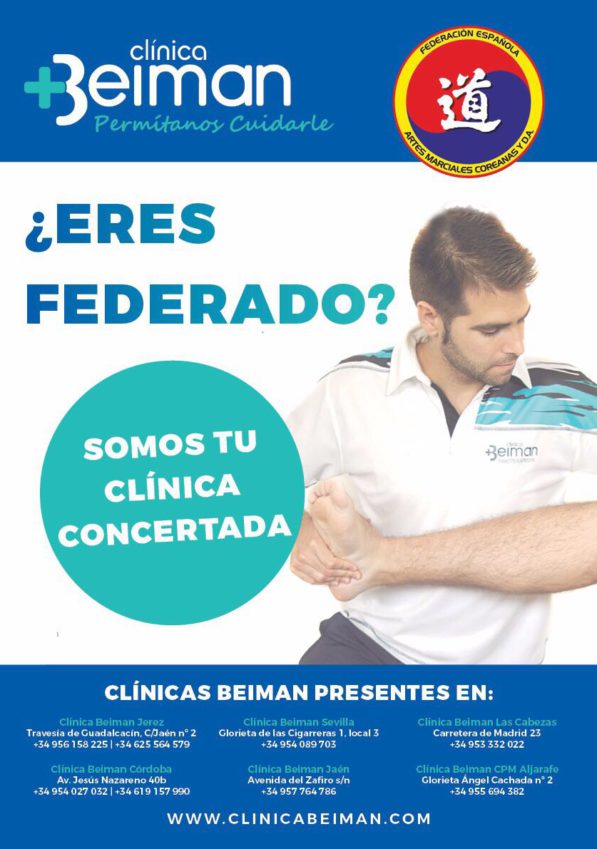 clínica
Beiman
Permítanos Cuidarle
FEDERACIÓN ESPAÑOLA
道
ARTES MARCIALES COREANAS Y D.A.
¿ERES
FEDERADO?
SOMOS TU
CLÍNICA
CONCERTADA
clínica
Beiman
CLÍNICAS BEIMAN PRESENTES EN:
Clínica Beiman Jerez
Travesía de Guadalcacín, C/Jaén nº 2
+34 956 158 225 | +34 625 564 579
Clínica Beiman Sevilla
Glorieta de las Cigarreras 1, local 3
+34 954 089 703
Clínica Beiman Las Cabezas
Carretera de Madrid 23
+34 953 332 022
Clínica Beiman Córdoba
Av. Jesús Nazareno 40b
+34 954 027 032 | +34 619 157 990
Clínica Beiman Jaén
Avenida del Zafiro s/n
+34 957 764 786
Clínica Beiman CPM Aljarafe
Glorieta Ángel Cachada nº 2
+34 955 694 382
WWW.CLINICABEIMAN.COM